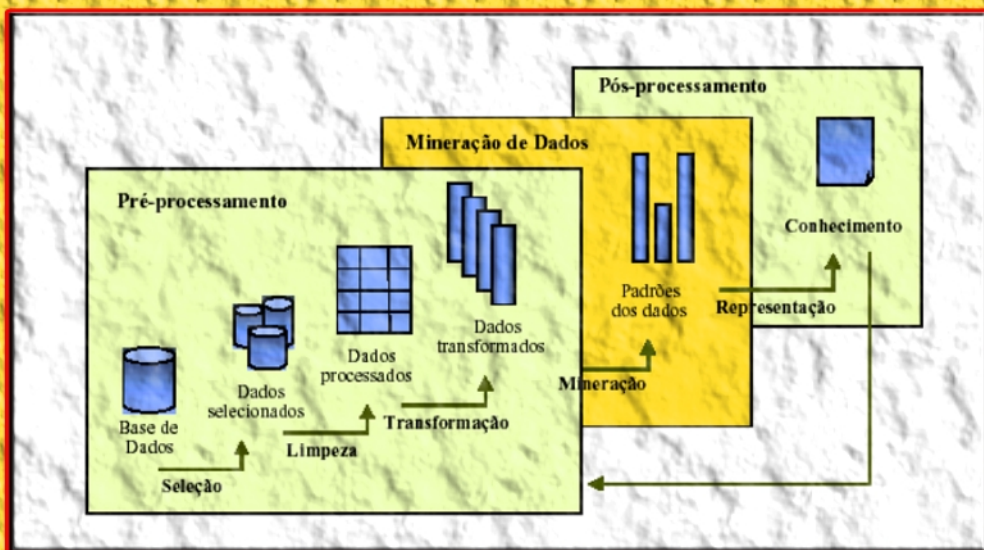 Pós-processamento
Conhecimento
Mineração de Dados
Padrões
dos dados
Representação
Pré-processamento
Dados
transformados
Dados
processados
Mineração
Dados
selecionados
Transformação
Base de
Dados
Limpeza
Seleção